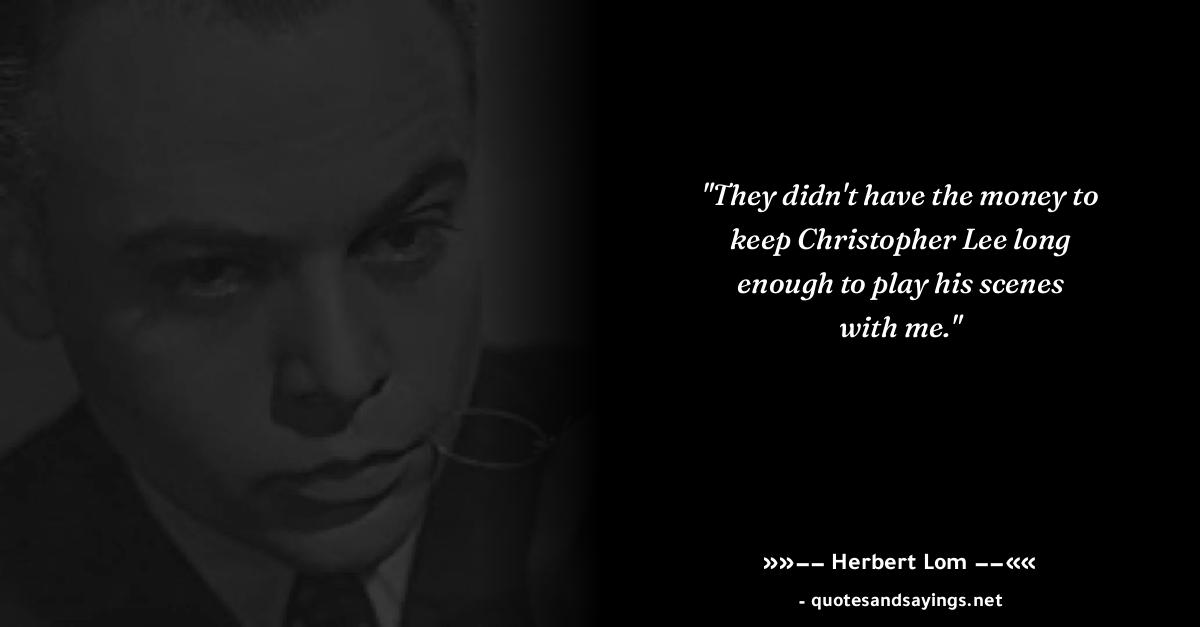 "They didn't have the money to
keep Christopher Lee long
enough to play his scenes
with me."
»»−− Herbert Lom −−««
- quotesandsayings.net